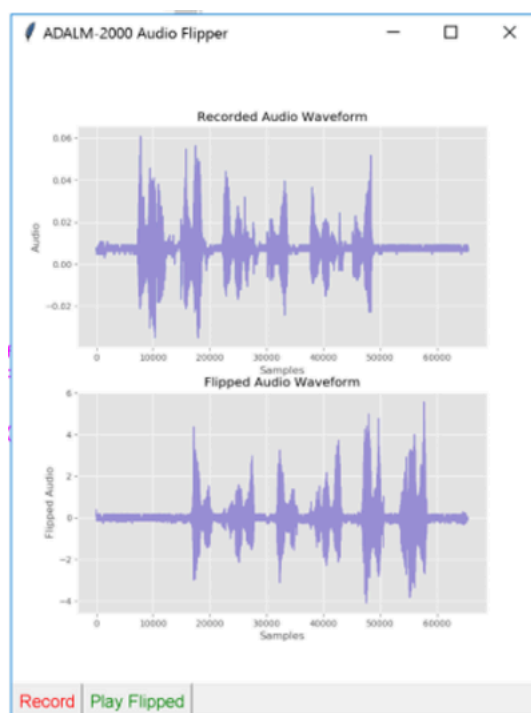 ADALM-2000 Audio Flipper
Recorded Audio Waveform
0.06
0.04
0.02
0.00
−0.02
Audio
0 10000 20000 30000 40000 50000 60000
Samples
Flipped Audio Waveform
6
4
2
0
−2
−4
Flipped Audio
0 10000 20000 30000 40000 50000 60000
Samples
Record Play Flipped